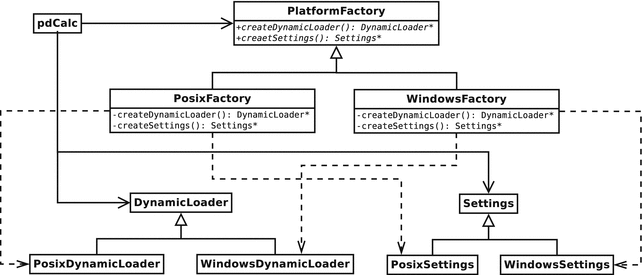 pdCalc
PlatformFactory
+createDynamicLoader(): DynamicLoader*
+creaetSettings(): Settings*
PosixFactory
-createDynamicLoader(): DynamicLoader*
-createSettings(): Settings*
WindowsFactory
-createDynamicLoader(): DynamicLoader*
-createSettings(): Settings*
DynamicLoader
Settings
PosixDynamicLoader
WindowsDynamicLoader
PosixSettings
WindowsSettings